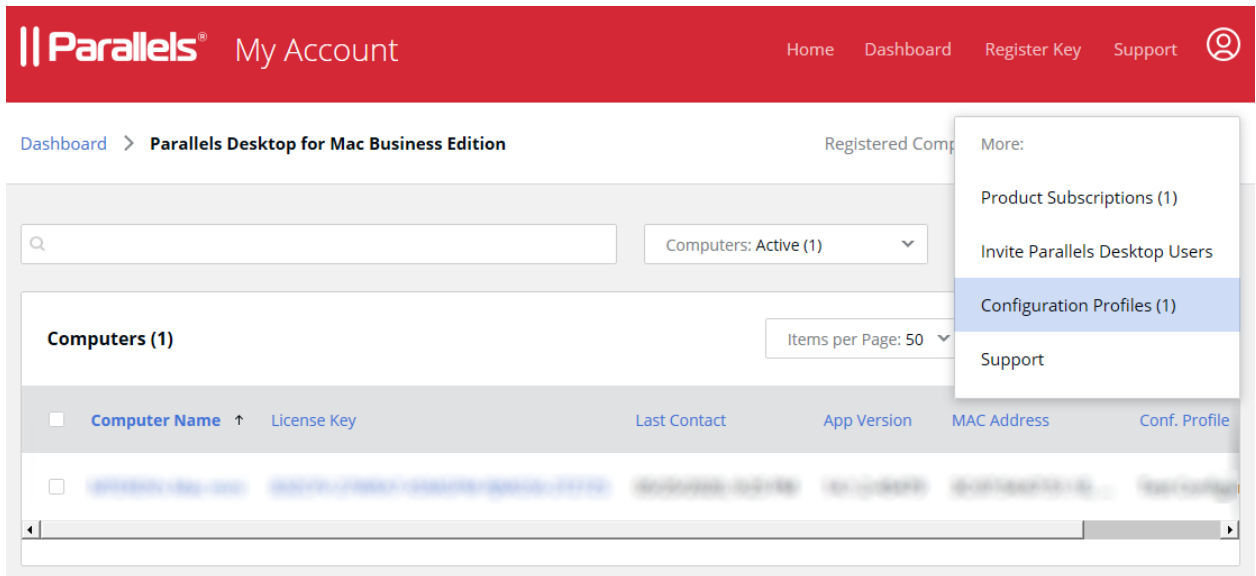 || Parallels® My Account Home Dashboard Register Key Support
Dashboard > Parallels Desktop for Mac Business Edition Registered Comp
More:
Product Subscriptions (1)
Computers: Active (1)
Invite Parallels Desktop Users
Configuration Profiles (1)
Computers (1) Items per Page: 50
Support
Computer Name ↑ License Key Last Contact App Version MAC Address Conf. Profile